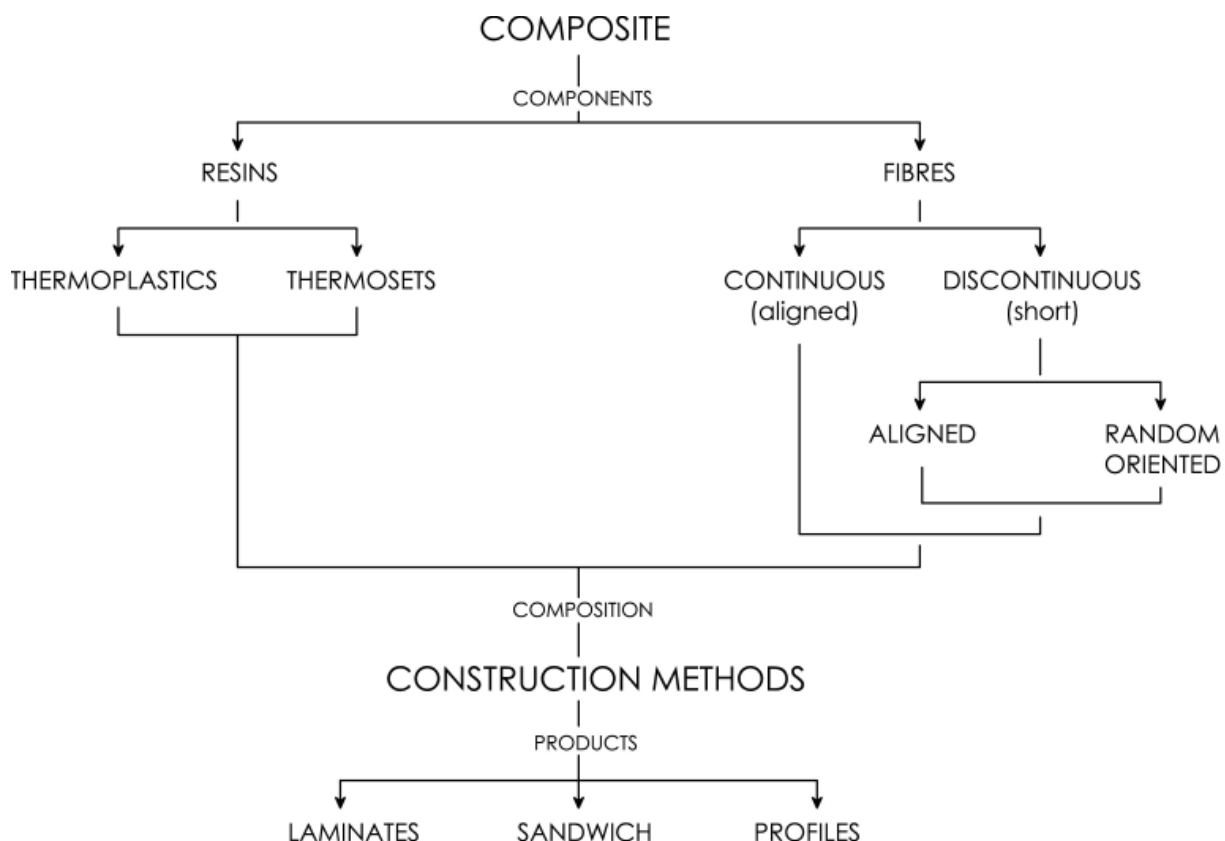 COMPOSITE
COMPONENTS
RESINS
FIBRES
THERMOPLASTICS
THERMOSETS
CONTINUOUS
(aligned)
DISCONTINUOUS
(short)
ALIGNED
RANDOM
ORIENTED
COMPOSITION
CONSTRUCTION METHODS
PRODUCTS
LAMINATES
SANDWICH
PROFILES